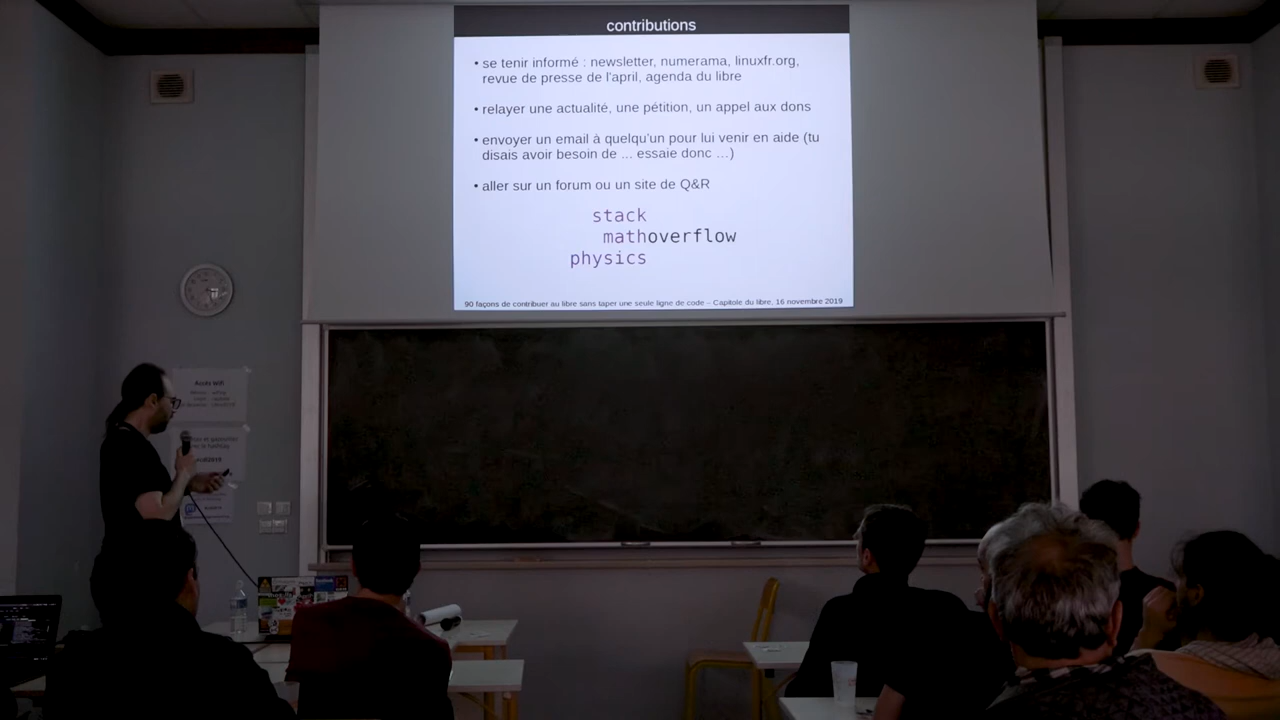 contributions
• se tenir informé : newsletter, numerama, linuxfr.org,
revue de presse de l'april, agenda du libre
• relayer une actualité, une pétition, un appel aux dons
• envoyer un email à quelqu'un pour lui venir en aide (tu
disais avoir besoin de ... essaie donc ...)
• aller sur un forum ou un site de Q&R
stack
mathoverflow
physics
90 façons de contribuer au libre sans taper une seule ligne de code – Capitole du libre, 16 novembre 2019
Accès Wifi